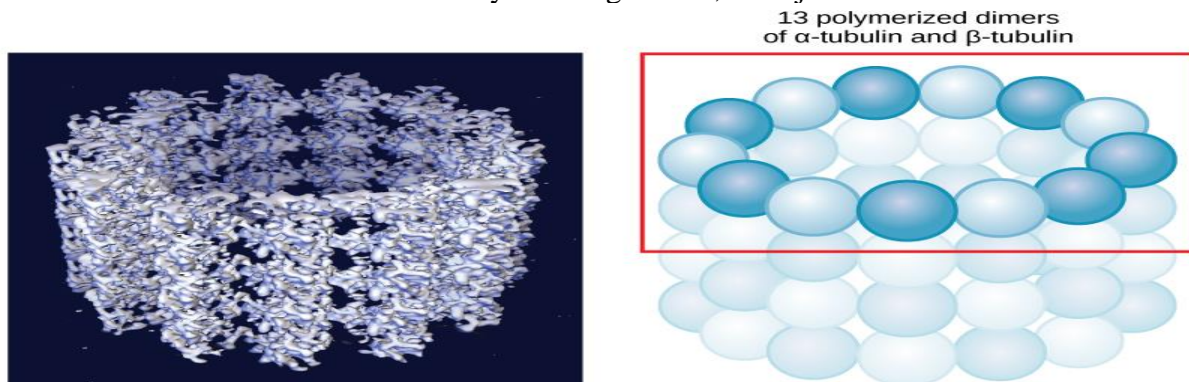 13 polymerized dimers
of α-tubulin and β-tubulin